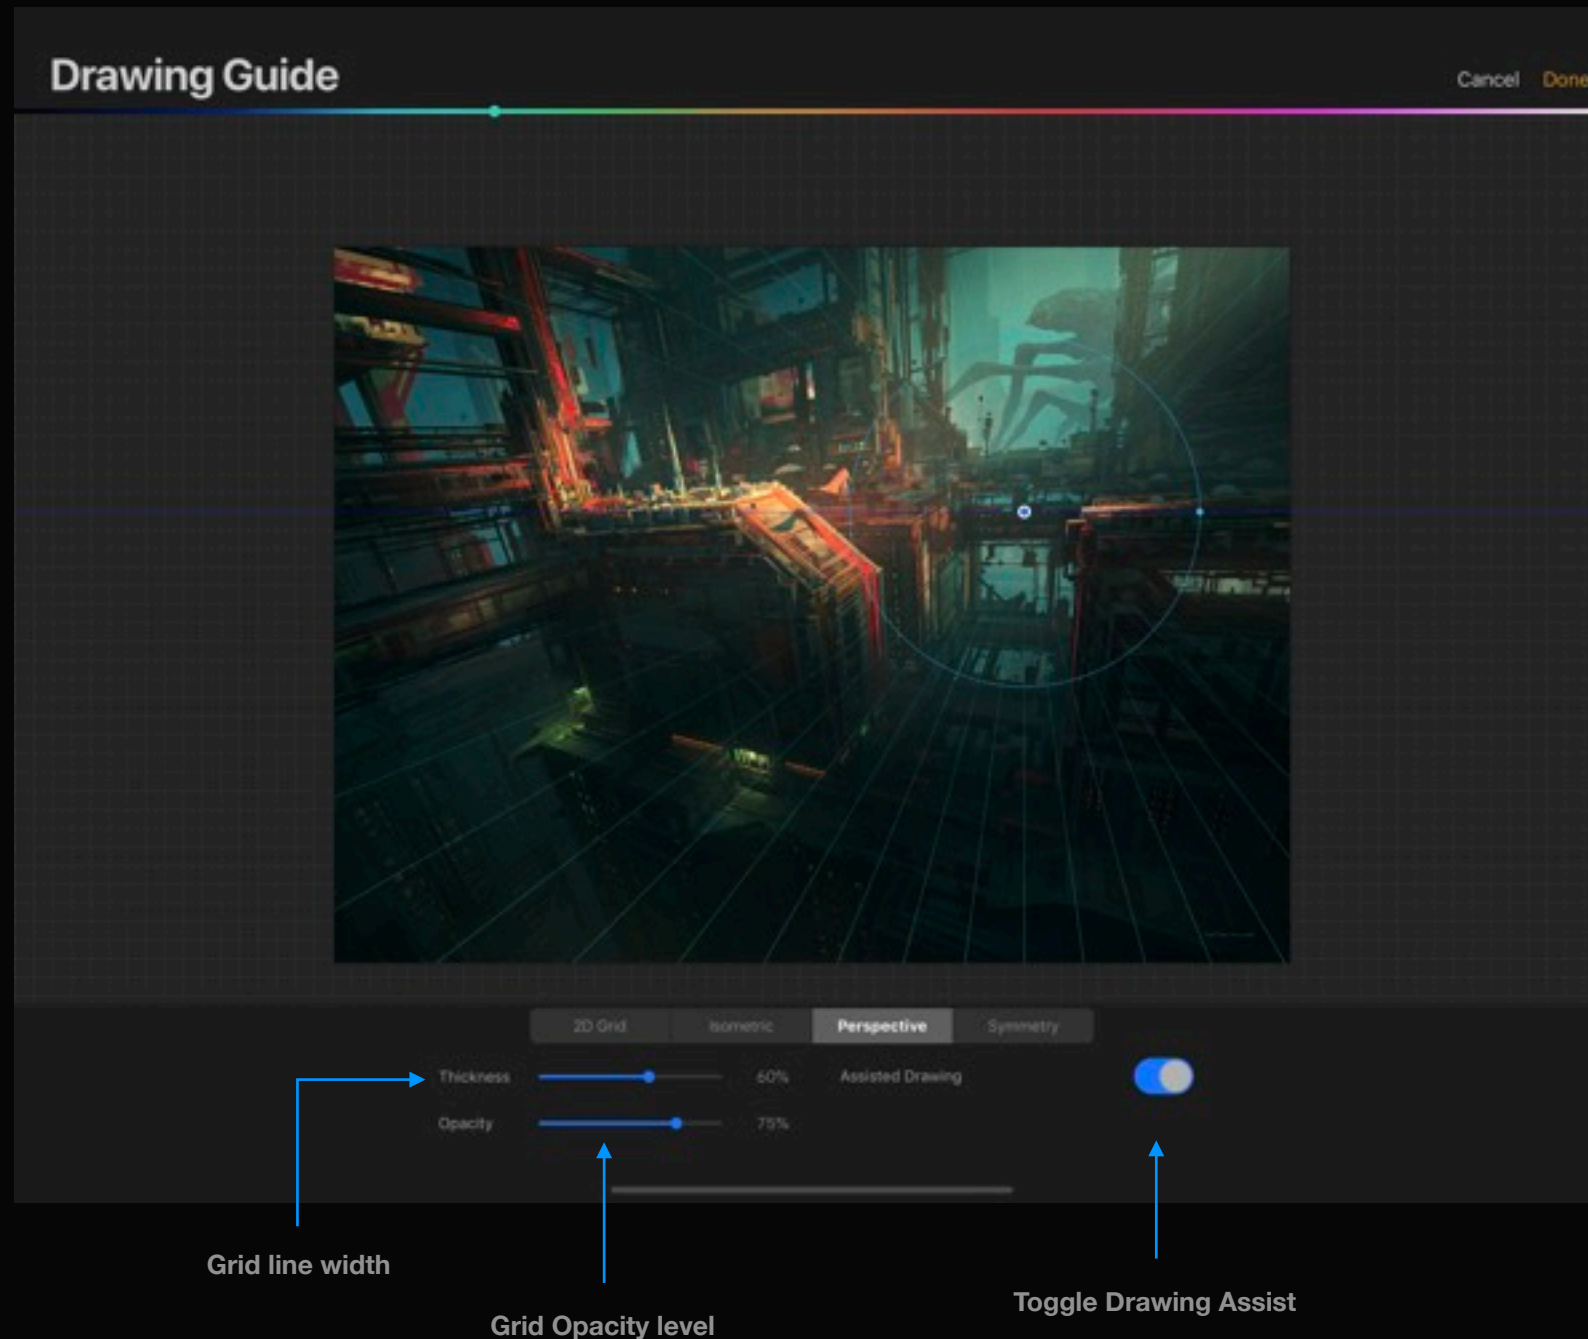 Drawing Guide
Cancel Done
2D Grid Isometric Perspective Symmetry
Thickness 60% Assisted Drawing
Opacity 75%
Grid line width
Toggle Drawing Assist
Grid Opacity level